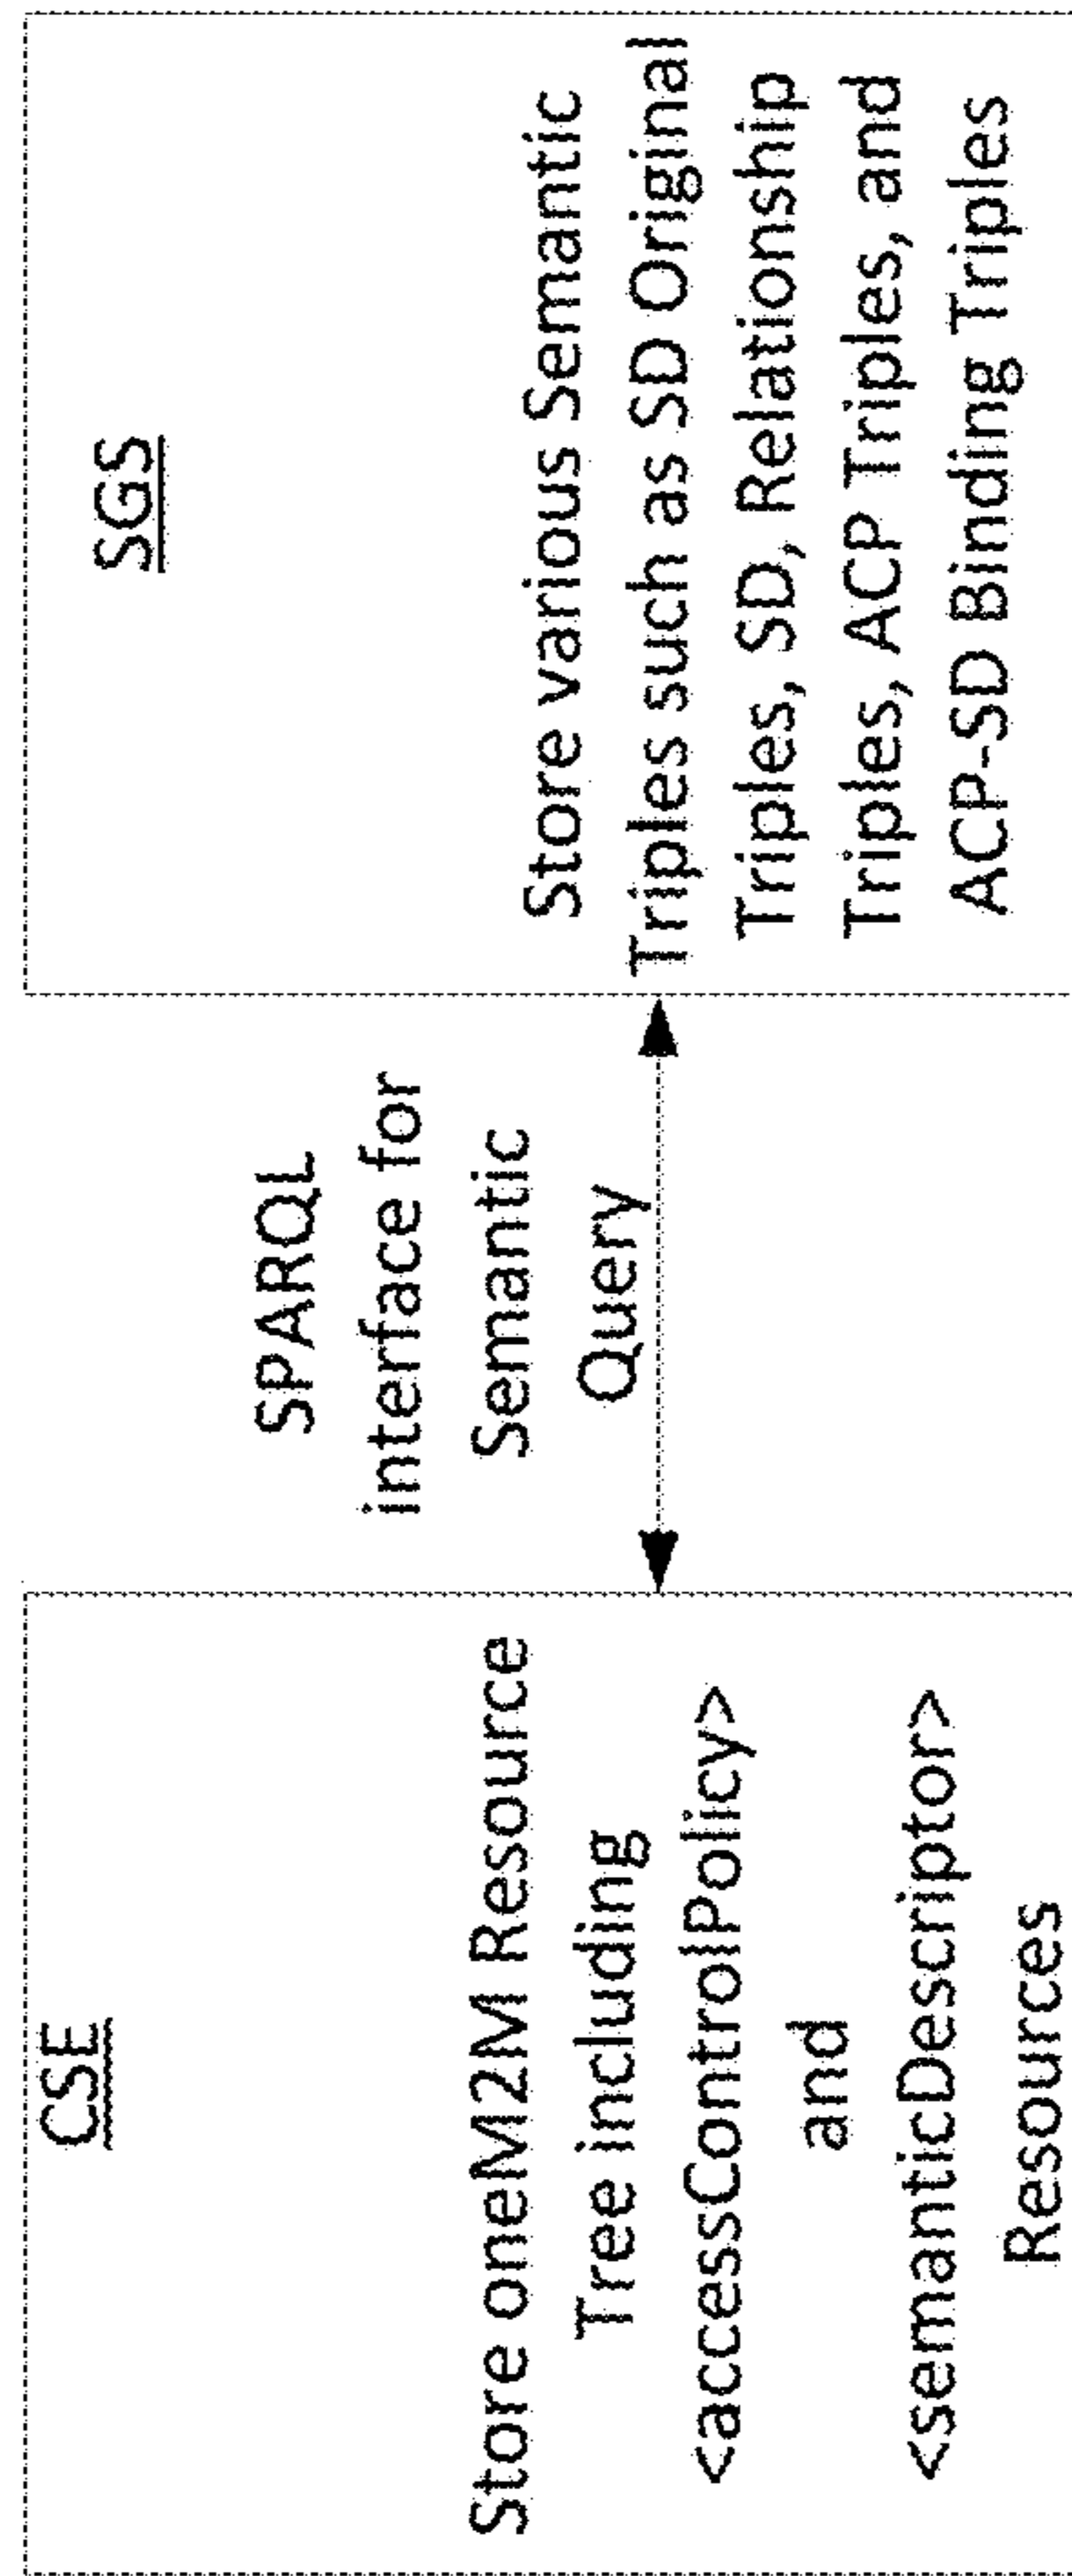 CSE
Store oneM2M Resource
Tree including
<accessControlPolicy>
and
<semanticDescriptor>
Resources
SPARQL
interface for
Semantic
Query
SGS
Store various Semantic
Triples such as SD Original
Triples, SD, Relationship
Triples, ACP Triples, and
ACP-SD Binding Triples